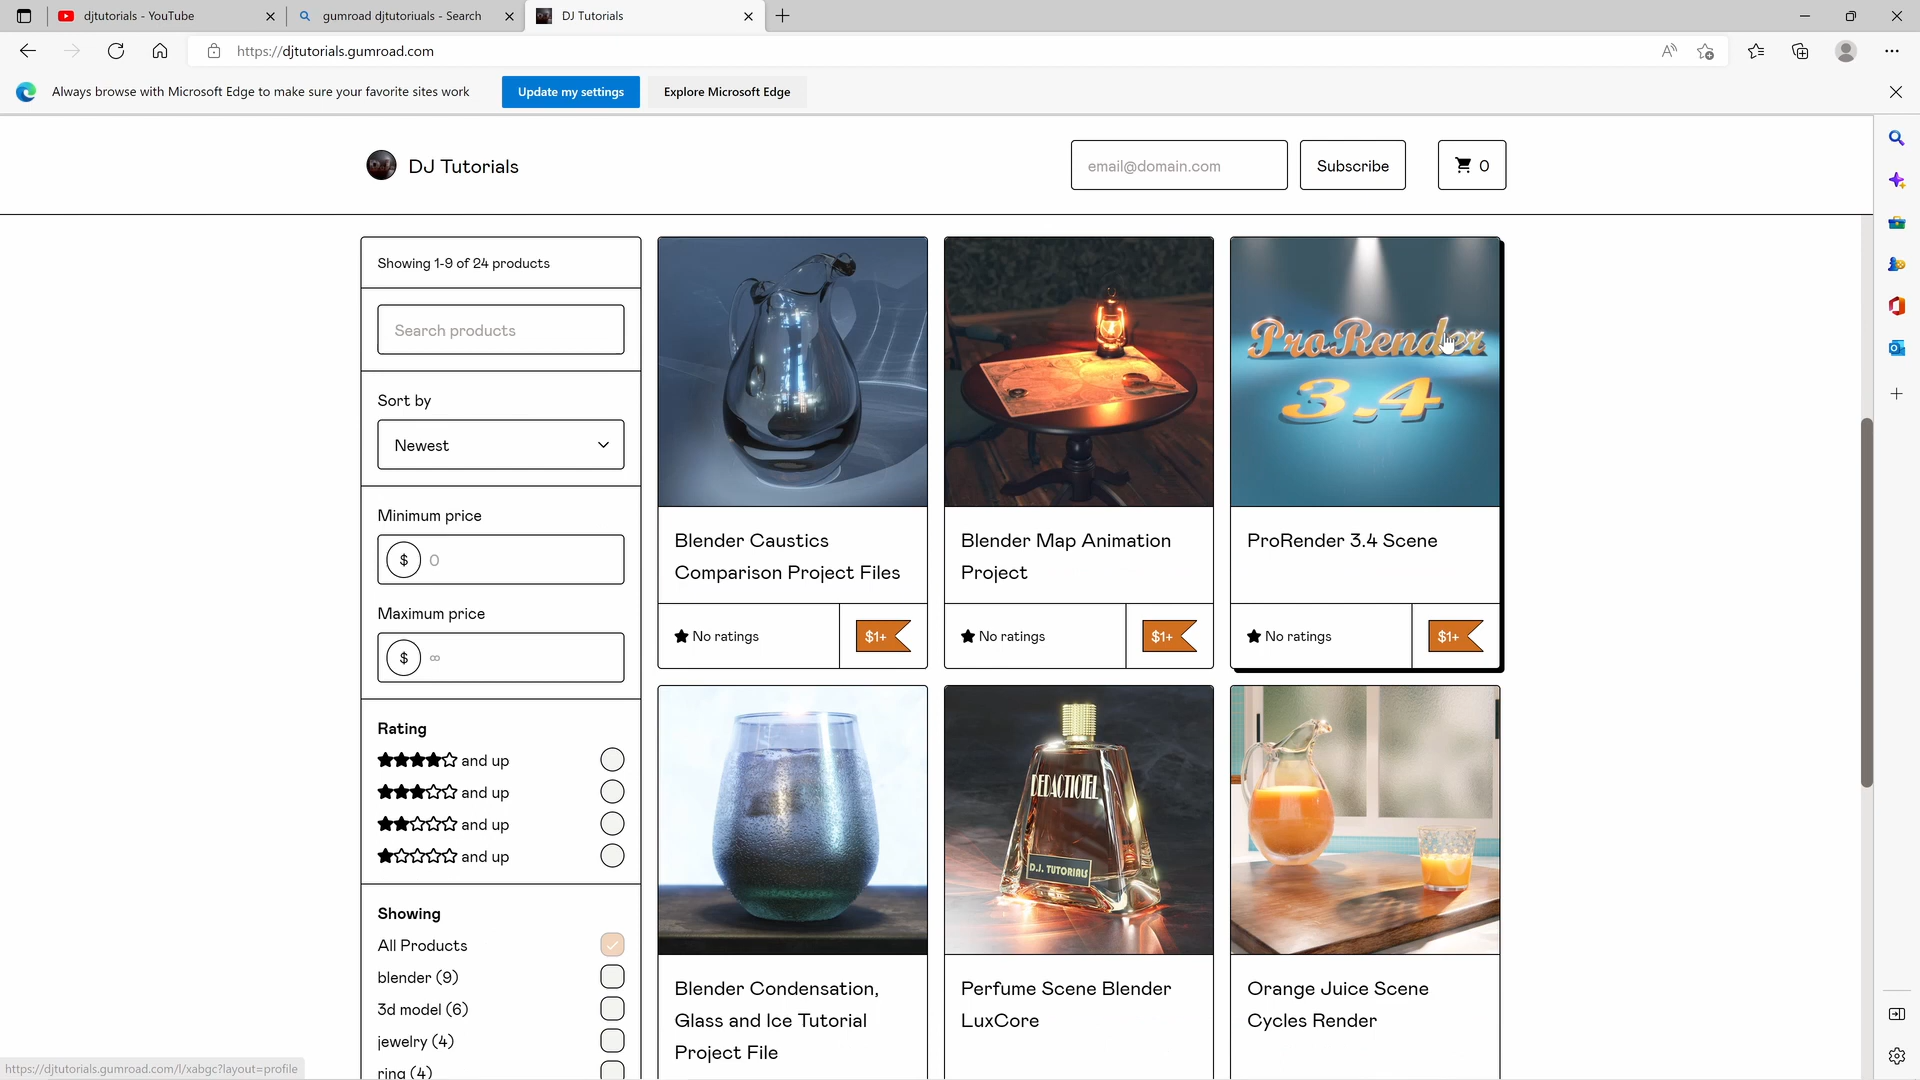 djtutorials - YouTube
gumroad djtutoriuals - Search
DJ Tutorials
https://djtutorials.gumroad.com
Always browse with Microsoft Edge to make sure your favorite sites work
Update my settings
Explore Microsoft Edge
DJ Tutorials
email@domain.com
Subscribe
0
Showing 1-9 of 24 products
Search products
Sort by
Newest
Minimum price
$ 0
Maximum price
$ ∞
Rating
and up
and up
and up
and up
Showing
All Products
blender (9)
3d model (6)
jewelry (4)
ring (4)
ProRender
3.4
Blender Caustics
Comparison Project Files
No ratings
$1+
Blender Map Animation
Project
No ratings
$1+
ProRender 3.4 Scene
No ratings
$1+
DEDACTICIEL
D.J. TUTORIALS
Blender Condensation,
Glass and Ice Tutorial
Project File
Perfume Scene Blender
LuxCore
Orange Juice Scene
Cycles Render
https://djtutorials.gumroad.com/l/xabgc?layout=profile